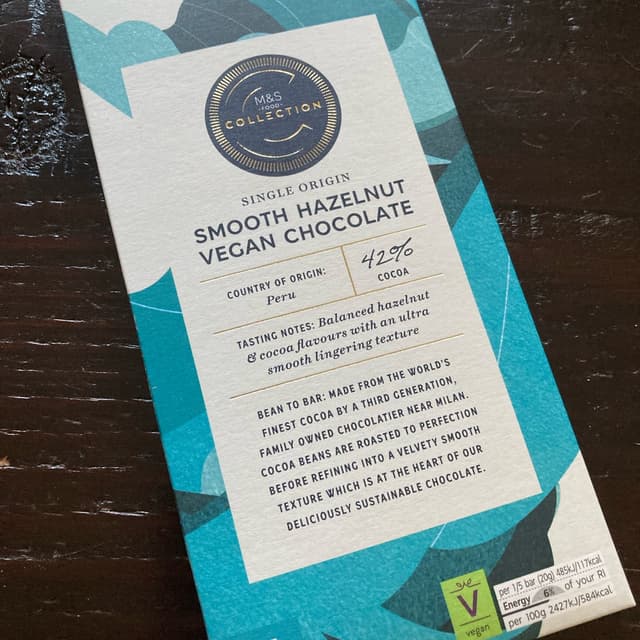 M&S
FOOD
COLLECTION
SINGLE ORIGIN
SMOOTH HAZELNUT
VEGAN CHOCOLATE
COUNTRY OF ORIGIN:
Peru
42%
COCOA
TASTING NOTES: Balanced hazelnut
& cocoa flavours with an ultra
smooth lingering texture
BEAN TO BAR: MADE FROM THE WORLD'S
FINEST COCOA BY A THIRD GENERATION,
FAMILY OWNED CHOCOLATIER NEAR MILAN.
COCOA BEANS ARE ROASTED TO PERFECTION
BEFORE REFINING INTO A VELVETY SMOOTH
TEXTURE WHICH IS AT THE HEART OF OUR
DELICIOUSLY SUSTAINABLE CHOCOLATE.
V
vegan
per 1/5 bar (20g) 485kJ/117kcal
Energy 6% of your RI
per 100g 2427kJ/584kcal